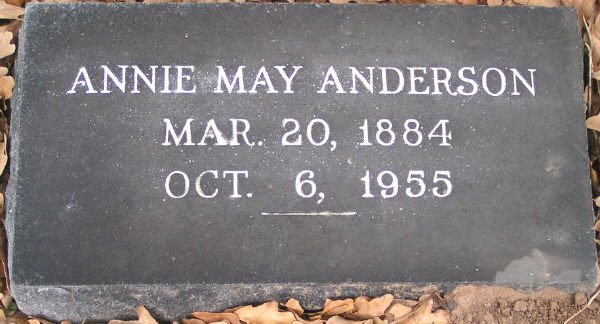 ANNIE MAY ANDERSON
MAR. 20, 1884
OCT. 6, 1955